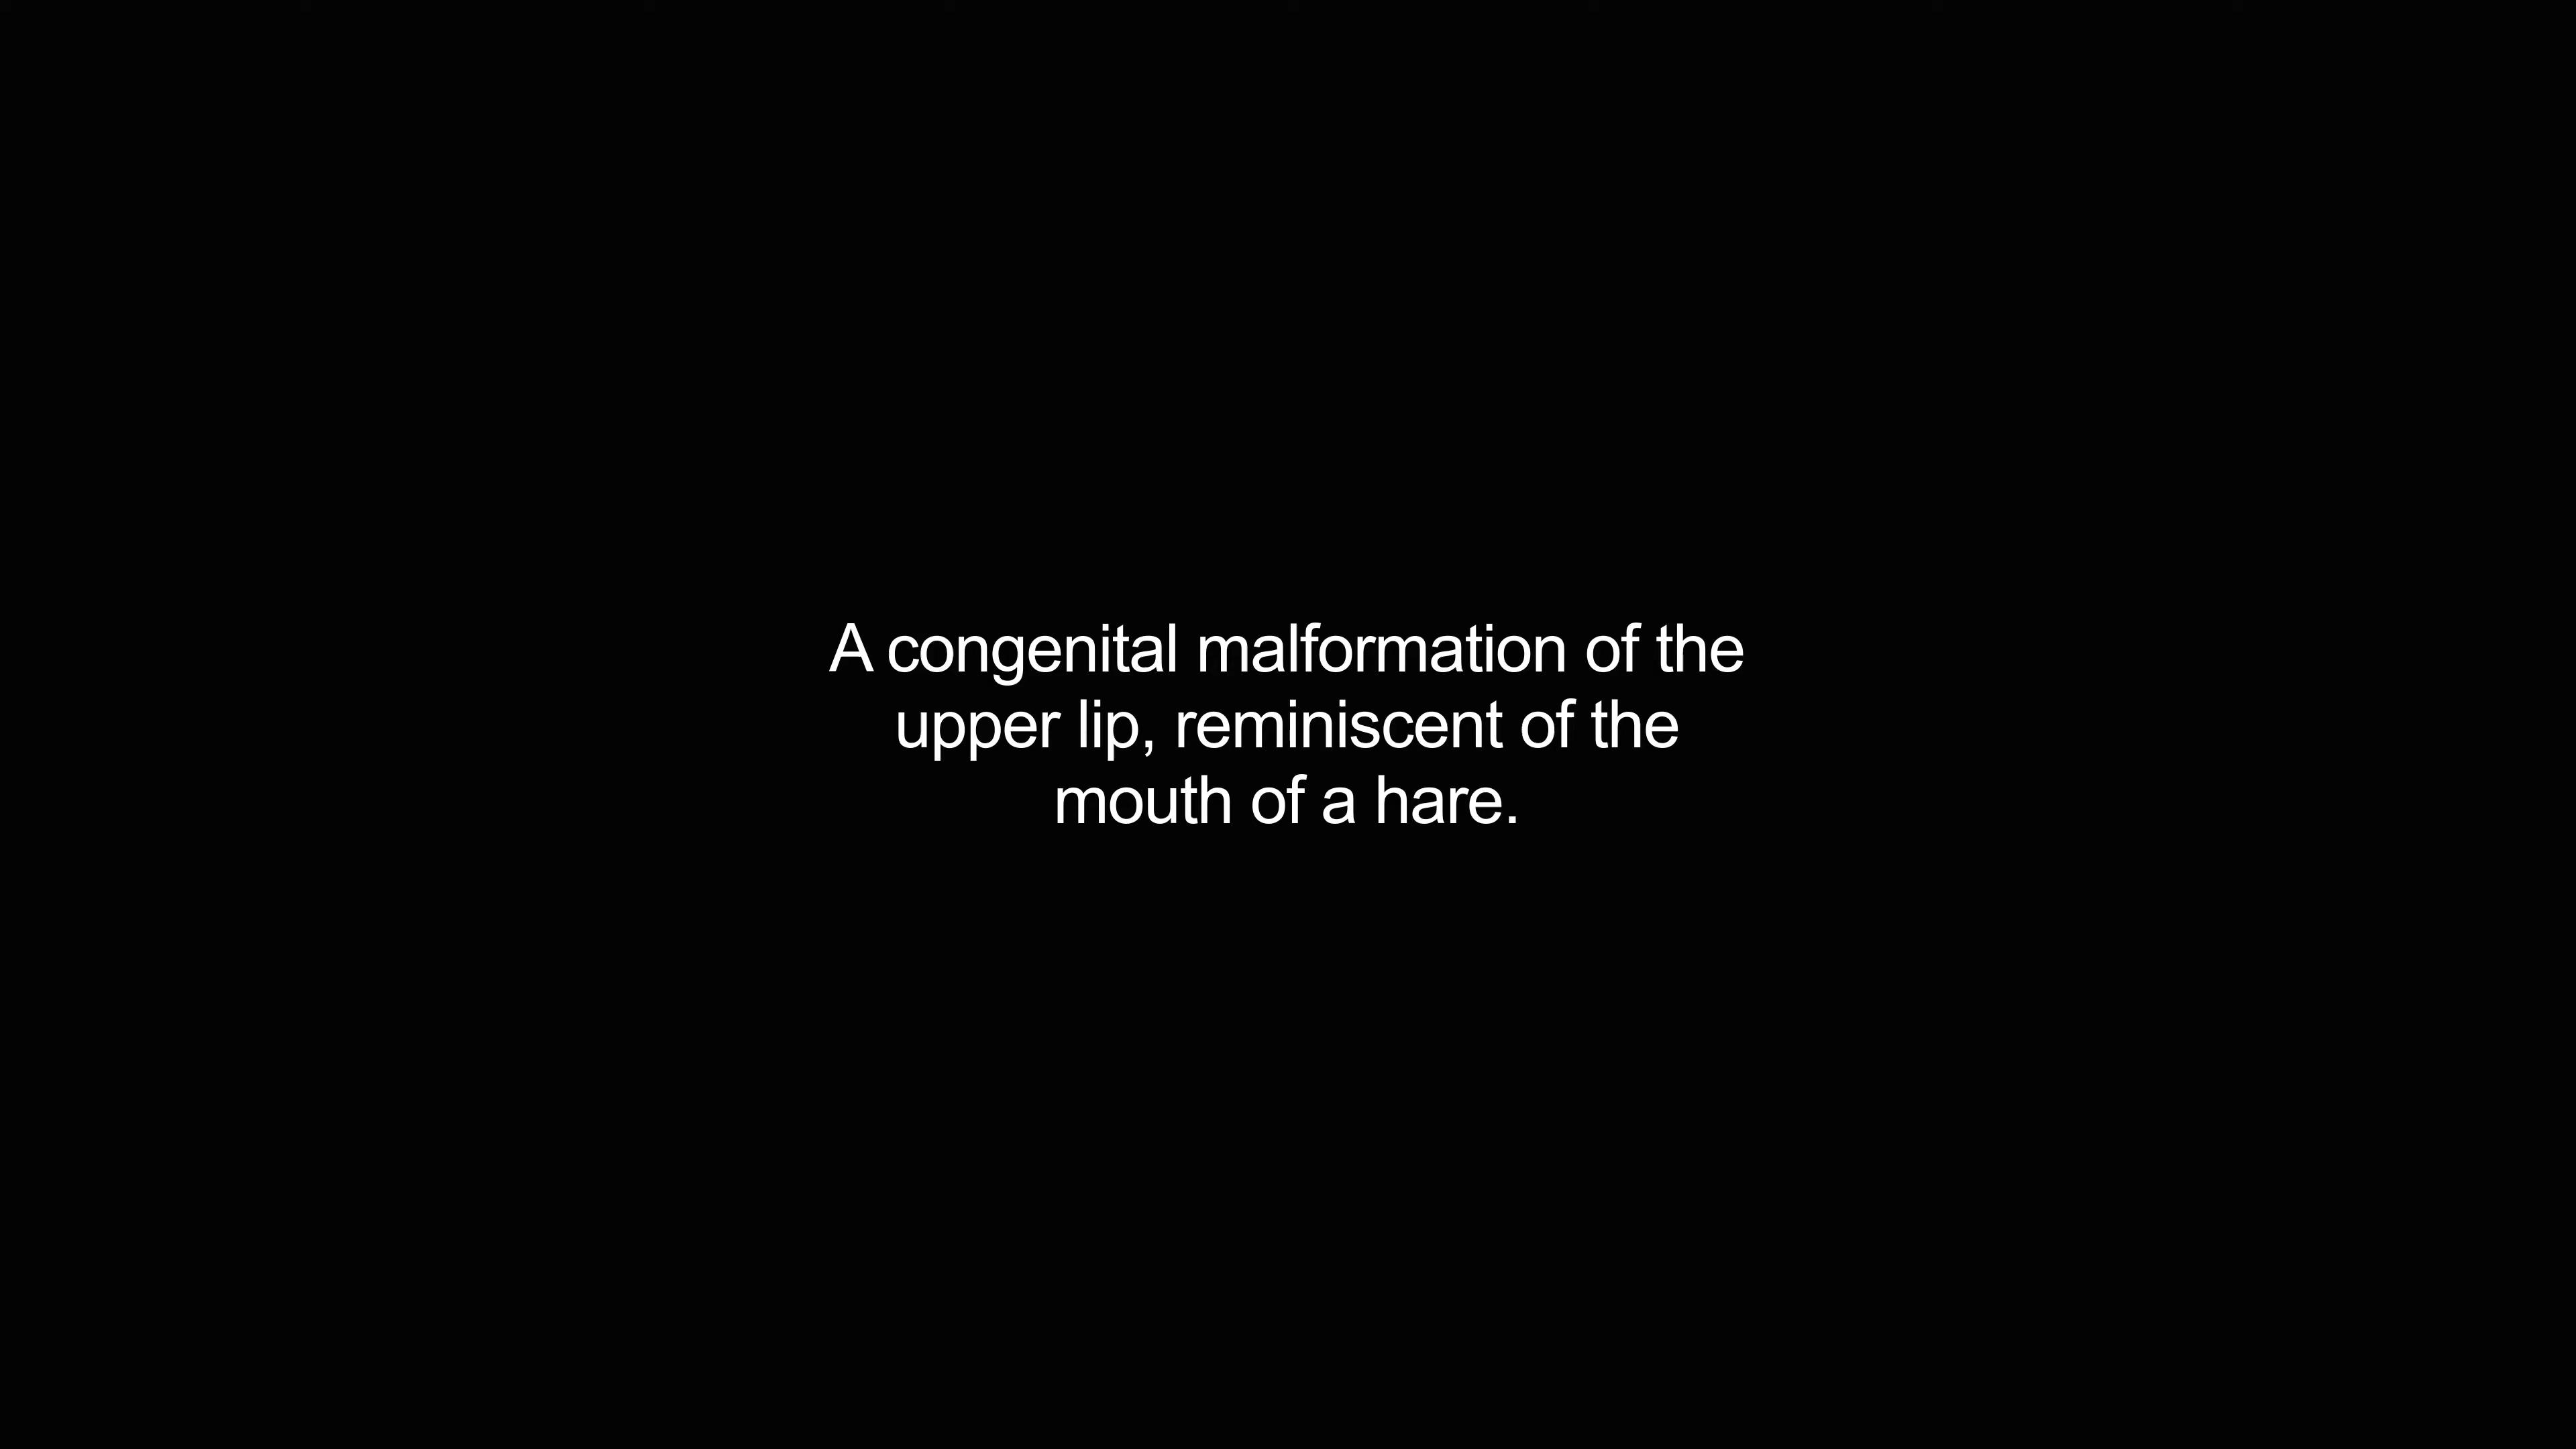 A congenital malformation of the
upper lip, reminiscent of the
mouth of a hare.